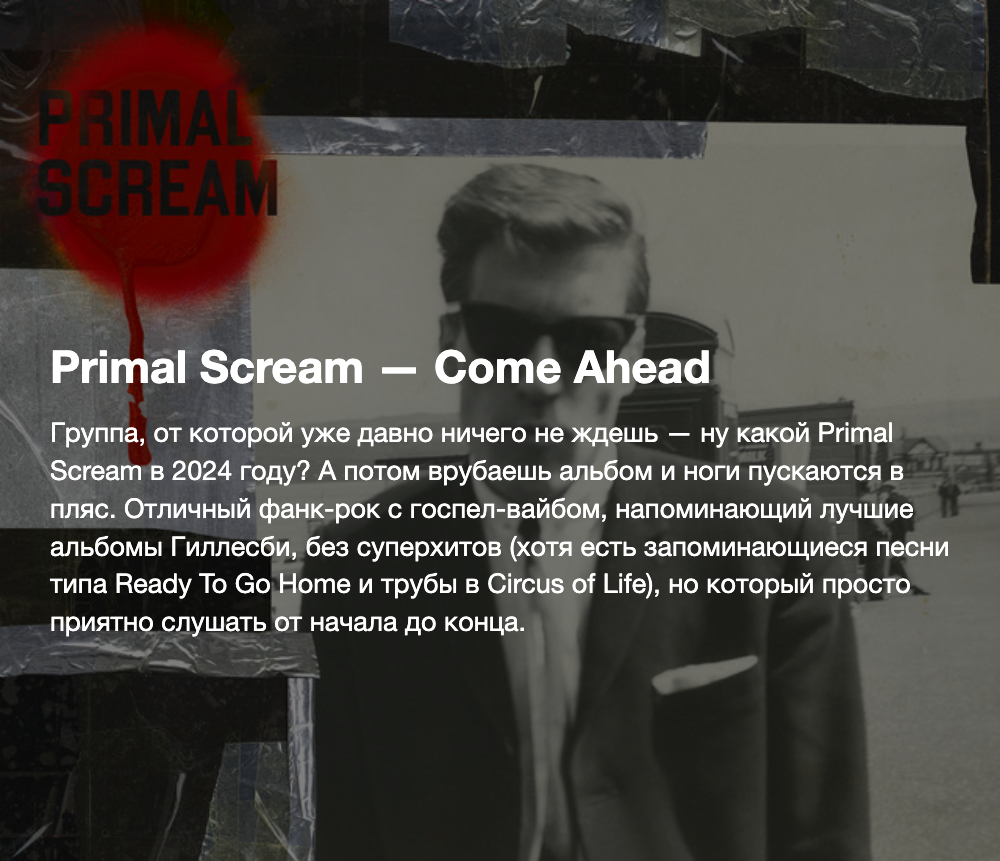 PRIMAL
SCREAM
Primal Scream — Come Ahead
Группа, от которой уже давно ничего не ждешь — ну какой Primal
Scream в 2024 году? А потом врубаешь альбом и ноги пускаются в
пляс. Отличный фанк-рок с госпел-вайбом, напоминающий лучшие
альбомы Гиллесби, без суперхитов (хотя есть запоминающиеся песни
типа Ready To Go Home и трубы в Circus of Life), но который просто
приятно слушать от начала до конца.